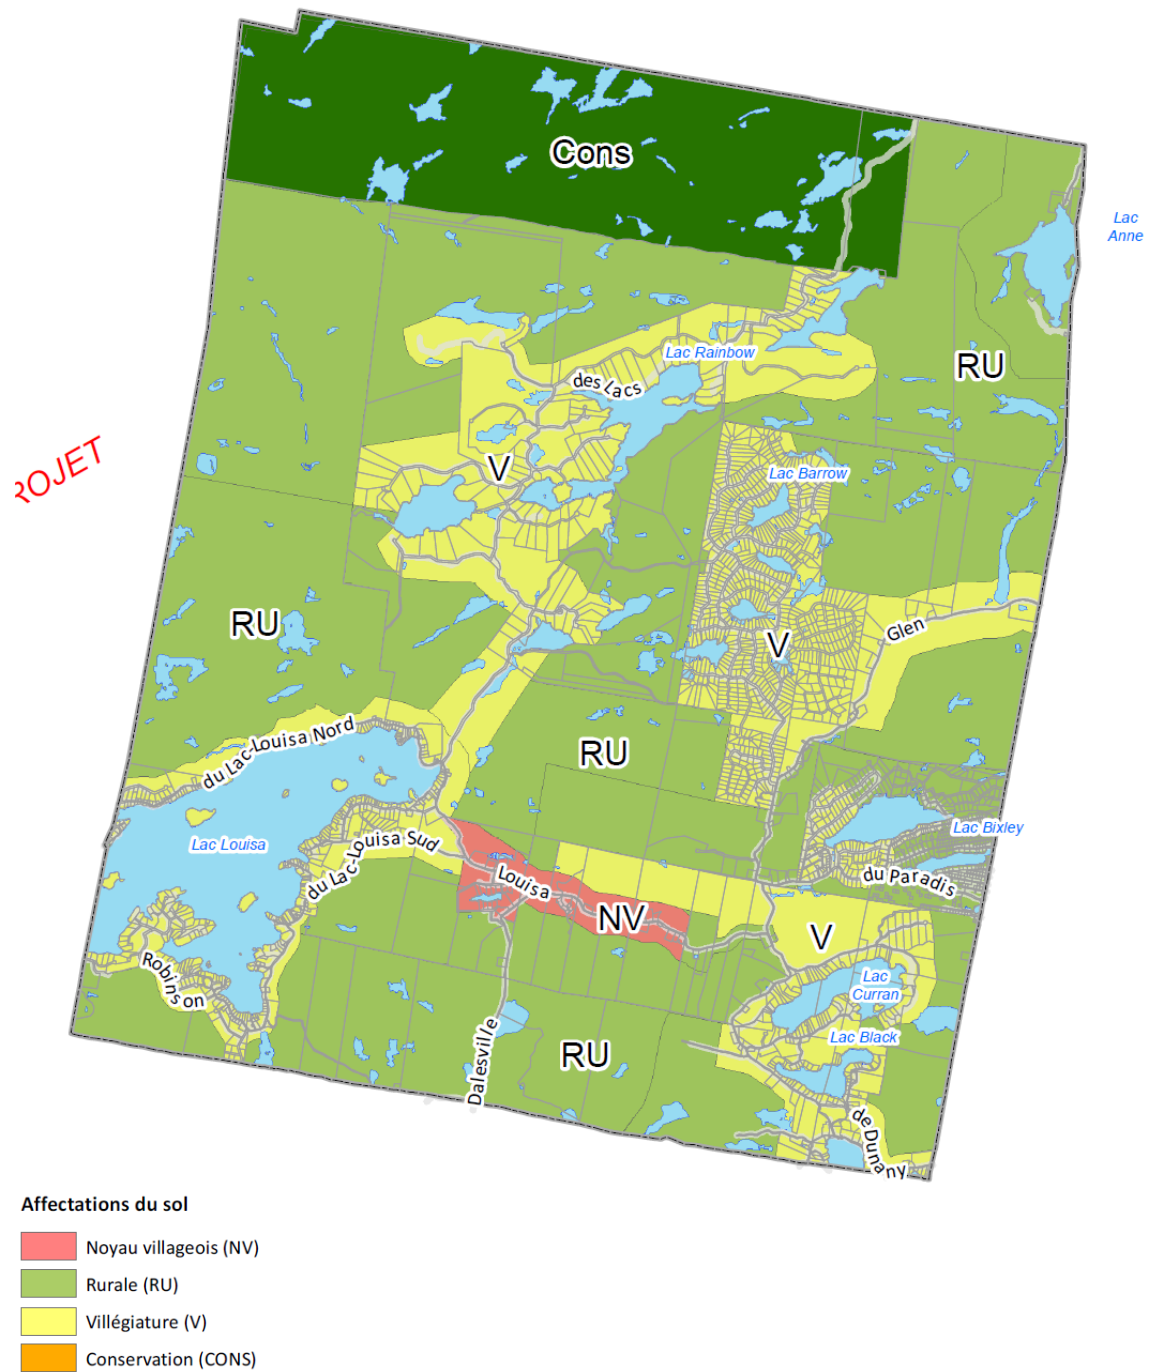 Cons
Lac
Anne
Lac Rainbow
RU
des Lacs
ROJET
V
Lac Barrow
RU
Glen
V
du Lac-Louisa Nord
RU
Lac Louisa
du Lac-Louisa Sud
Lac Bixley
Louisa
du Paradis
NV
V
Robinson
Lac
Curran
Lac Black
Dalesville
RU
de Dunany
Affectations du sol
Noyau villageois (NV)
Rurale (RU)
Villégiature (V)
Conservation (CONS)